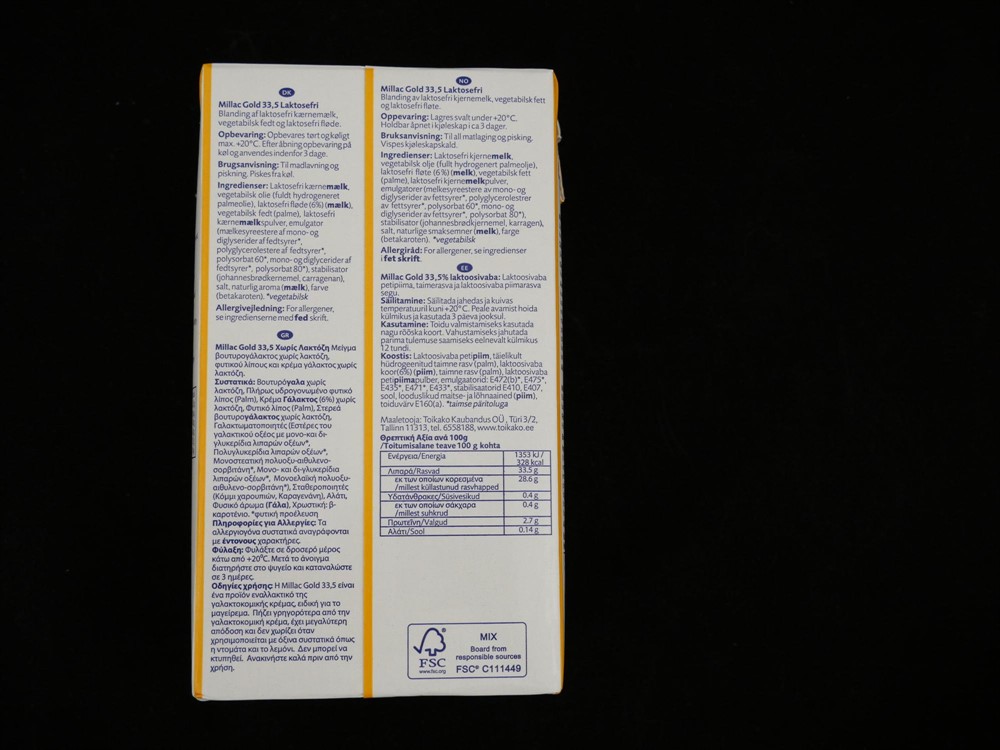 DK
Millac Gold 33,5 Laktosefri
Blanding af laktosefri kærnemælk,
vegetabilsk fedt og laktosefri fløde.
Opbevaring: Opbevares tørt og køligt
max. +20°C. Efter åbning opbevaring på
køl og anvendes indenfor 3 dage.
Brugsanvisning: Til madlavning og
piskning. Piskes fra køl.
Ingredienser: Laktosefri kærnemælk,
vegetabilsk olie (fuldt hydrogeneret
palmeolie), laktosefri fløde (6%) (mælk),
vegetabilsk fedt (palme), laktosefri
kærnemælkspulver, emulgator
(mælkesyreestere af mono- og
diglyserider af fedtsyrer*,
polyglycerolestere af fedtsyrer*,
polysorbat 60*, mono- og diglycerider af
fedtsyrer*, polysorbat 80*), stabilisator
(johannesbrødkernemel, carragenan),
salt, naturlig aroma (mælk), farve
(betakaroten). *vegetabilsk
Allergivejledning: For allergener,
se ingredienserne med fed skrift.
GR
Millac Gold 33,5 Χωρίς Λακτόζη Μείγμα
βουτυρογάλακτος χωρίς λακτόζη,
φυτικού λίπους και κρέμα γάλακτος χωρίς
λακτόζη.
Συστατικά: Βουτυρόγαλα χωρίς
λακτόζη, Πλήρως υδρογονωμένο φυτικό
λίπος (Palm), Κρέμα Γάλακτος (6%) χωρίς
λακτόζη, Φυτικό λίπος (Palm), Στερεά
βουτυρογάλακτος χωρίς λακτόζη,
Γαλακτωματοποιητές (Εστέρες του
γαλακτικού οξέος με μονο-και δι-
γλυκερίδια λιπαρών οξέων*,
Πολυγλυκερίδια λιπαρών οξέων*,
Μονοστεατική πολυοξυ-αιθυλενο-
σορβιτάνη*, Μονο- και δι-γλυκερίδια
λιπαρών οξέων*, Μονοελαϊκή πολυοξυ-
αιθυλενο-σορβιτάνη*), Σταθεροποιητές
(Κόμμι χαρουπιών, Καραγενάνη), Αλάτι,
Φυσικό άρωμα (Γάλα), Χρωστική: β-
καροτένιο. *φυτική προέλευση
Πληροφορίες για Αλλεργίες: Τα
αλλεργιογόνα συστατικά αναγράφονται
με έντονους χαρακτήρες.
Φύλαξη: Φυλάξτε σε δροσερό μέρος
κάτω από +20°C. Μετά το άνοιγμα
διατηρήστε στο ψυγείο και καταναλώστε
σε 3 ημέρες.
Οδηγίες χρήσης: Η Millac Gold 33,5 είναι
ένα προϊόν εναλλακτικό της
γαλακτοκομικής κρέμας, ειδική για το
μαγείρεμα. Πήζει γρηγορότερα από την
γαλακτοκομική κρέμα, έχει μεγαλύτερη
απόδοση και δεν χωρίζει όταν
χρησιμοποιείται με όξινα συστατικά όπως
η ντομάτα και το λεμόνι. Δεν μπορεί να
κτυπηθεί. Ανακινήστε καλά πριν από την
χρήση.
NO
Millac Gold 33,5 Laktosefri
Blanding av laktosefri kjernemelk, vegetabilsk fett
og laktosefri fløte.
Oppevaring: Lagres svalt under +20°C.
Holdbar åpnet i kjøleskap i ca 3 dager.
Bruksanvisning: Til all matlaging og pisking.
Vispes kjøleskapskald.
Ingredienser: Laktosefri kjernemelk,
vegetabilsk olje (fullt hydrogenert palmeolje),
laktosefri fløte (6%) (melk), vegetabilsk fett
(palme), laktosefri kjernemelkpulver,
emulgatorer (melkesyreestere av mono- og
diglyserider av fettsyrer*, polyglycerolestrer
av fettsyrer*, polysorbat 60*, mono- og
diglyserider av fettsyrer*, polysorbat 80*),
stabilisator (johannesbrødkjernemel, karragen),
salt, naturlige smaksemner (melk), farge
(betakaroten). *vegetabilsk
Allergiråd: For allergener, se ingredienser
i fet skrift.
EE
Millac Gold 33,5% laktoosivaba: Laktoosivaba
petipiima, taimerasva ja laktoosivaba piimarasva
segu.
Säilitamine: Säilitada jahedas ja kuivas
temperatuuril kuni +20°C. Peale avamist hoida
külmikus ja kasutada 3 päeva jooksul.
Kasutamine: Toidu valmistamiseks kasutada
nagu rõõska koort. Vahustamiseks jahutada
parima tulemuse saamiseks eelnevalt külmikus
12 tundi.
Koostis: Laktoosivaba petipiim, täielikult
hüdrogeenitud taimne rasv (palm), laktoosivaba
koor(6%) (piim), taimne rasv (palm), laktoosivaba
petipiimapulber, emulgaatorid: E472(b)*, E475*,
E435*, E471*, E433*, stabilisaatorid E410, E407,
sool, looduslikud maitse- ja lõhnaained (piim),
toiduvärv E160(a). *taimse päritoluga
Maaletooja: Toikako Kaubandus OÜ, Türi 3/2,
Tallinn 11313, tel. 6558188, www.toikako.ee
Θρεπτική Αξία ανά 100g
/Toitumisalane teave 100 g kohta
Ενέργεια/Energia 1353 kJ /
328 kcal
Λιπαρά/Rasvad 33.5 g
εκ των οποίων κορεσμένα 28.6 g
/millest küllastunud rasvhapped
Υδατάνθρακες/Süsivesikud 0.4 g
εκ των οποίων σάκχαρα 0.4 g
/millest suhkrud
Πρωτεΐνη/Valgud 2.7 g
Αλάτι/Sool 0.14 g
FSC
www.fsc.org
MIX
Board from
responsible sources
FSC® C111449